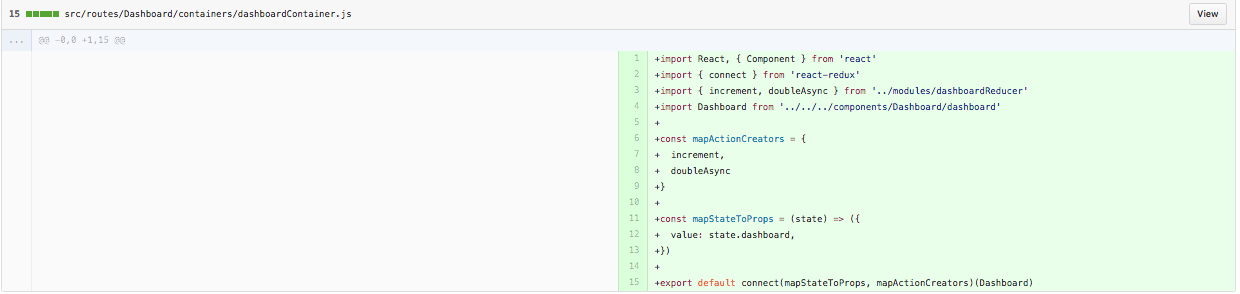 15 src/routes/Dashboard/containers/dashboardContainer.js View
... @@ -0,0 +1,15 @@
1 +import React, { Component } from 'react'
2 +import { connect } from 'react-redux'
3 +import { increment, doubleAsync } from '../modules/dashboardReducer'
4 +import Dashboard from '../../../components/Dashboard/dashboard'
5 +
6 +const mapActionCreators = {
7 +  increment,
8 +  doubleAsync
9 +}
10 +
11 +const mapStateToProps = (state) => ({
12 +  value: state.dashboard,
13 +})
14 +
15 +export default connect(mapStateToProps, mapActionCreators)(Dashboard)